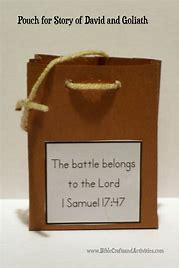 Pouch for Story of David and Goliath
The battle belongs
to the Lord
1 Samuel 17:47
www.BibleCraftsandActivities.com